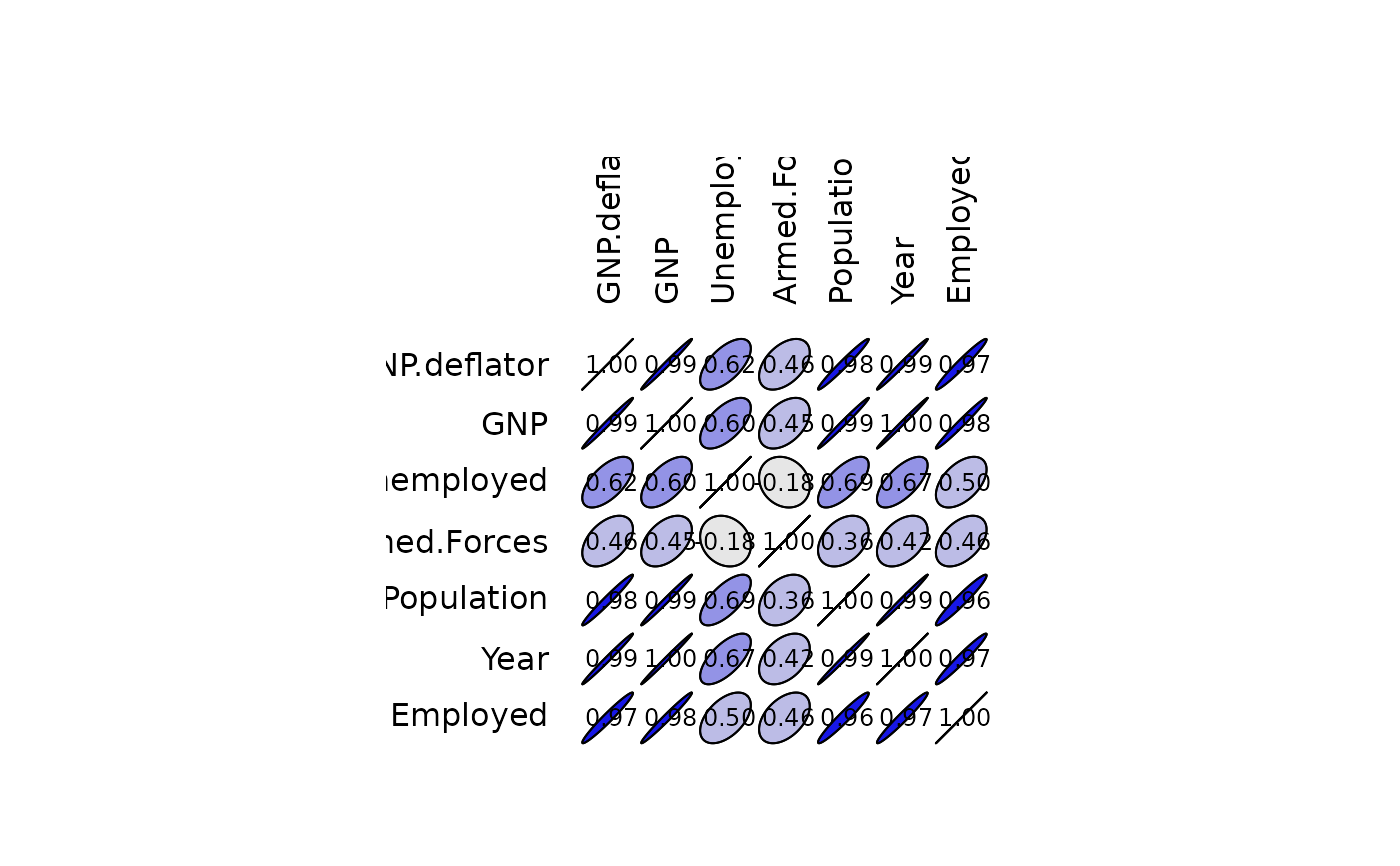 GNP.defla
GNP
Unemploy
Armed.Fo
Populatio
Year
Employed
NP.deflator 1.00 0.99 0.62 0.46 0.98 0.99 0.97
GNP 0.99 1.00 0.60 0.45 0.99 1.00 0.98
nemployed 0.62 0.60 1.00 -0.18 0.69 0.67 0.50
ned.Forces 0.46 0.45 -0.18 1.00 0.36 0.42 0.46
Population 0.98 0.99 0.69 0.36 1.00 0.99 0.96
Year 0.99 1.00 0.67 0.42 0.99 1.00 0.97
Employed 0.97 0.98 0.50 0.46 0.96 0.97 1.00